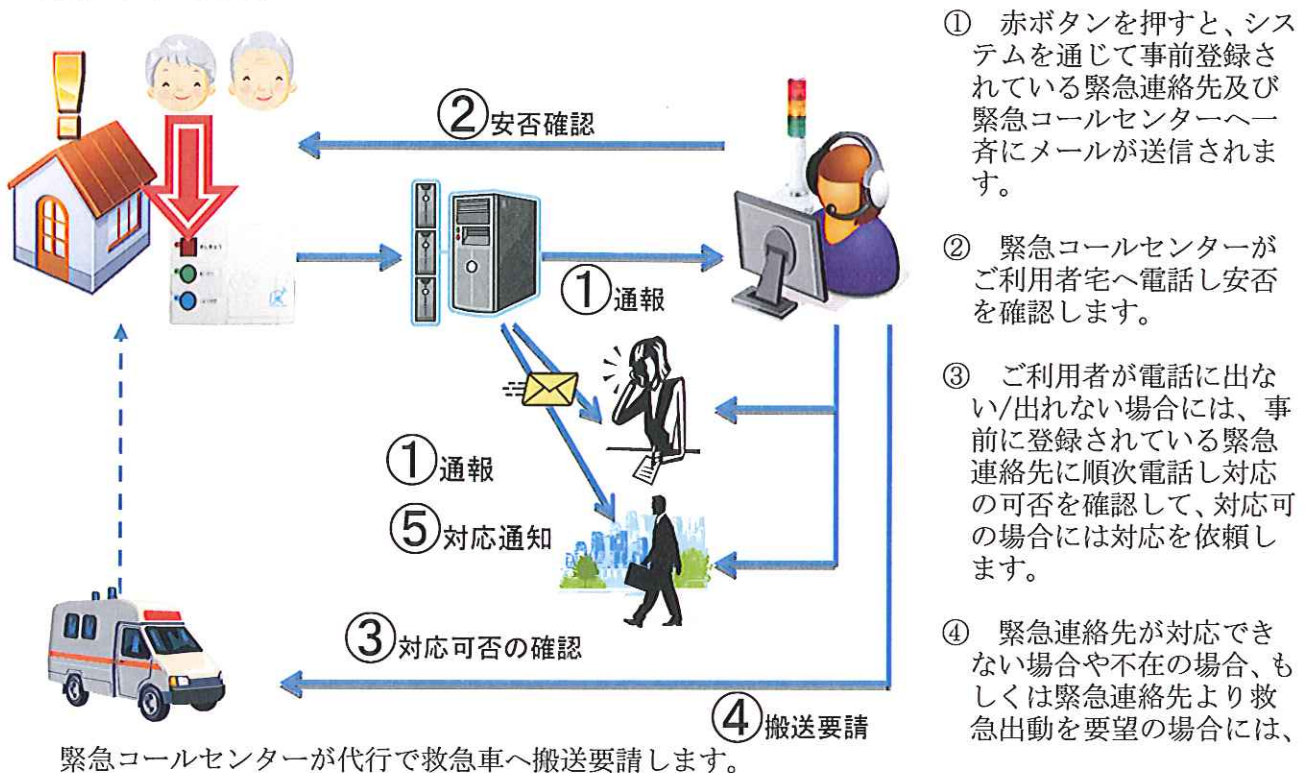 ②安否確認
①通報
①通報
⑤対応通知
③対応可否の確認
④搬送要請
① 赤ボタンを押すと、シス
テムを通じて事前登録さ
れている緊急連絡先及び
緊急コールセンターへ一
斉にメールが送信されま
す。
② 緊急コールセンターが
ご利用者宅へ電話し安否
を確認します。
③ ご利用者が電話に出な
い/出れない場合には、事
前に登録されている緊急
連絡先に順次電話し対応
の可否を確認して、対応可
の場合には対応を依頼し
ます。
④ 緊急連絡先が対応でき
ない場合や不在の場合、も
しくは緊急連絡先より救
急出動を要望の場合には、
緊急コールセンターが代行で救急車へ搬送要請します。